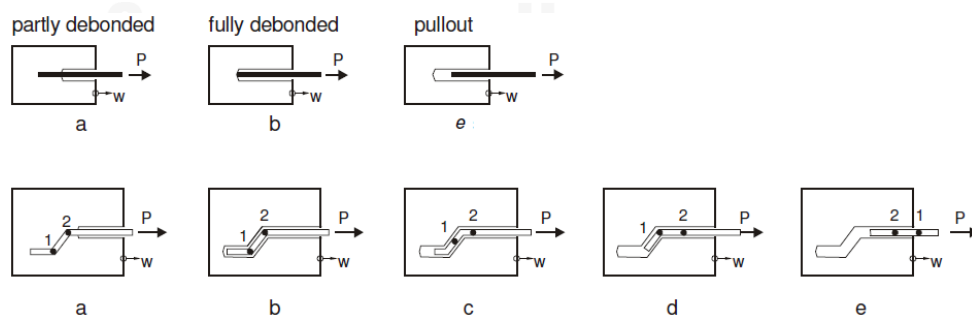 partly debonded fully debonded pullout
P P P
w w w
a b e
2 2 1 2 1 2 2 1
1 1
P P P P P
w w w w w
a b c d e